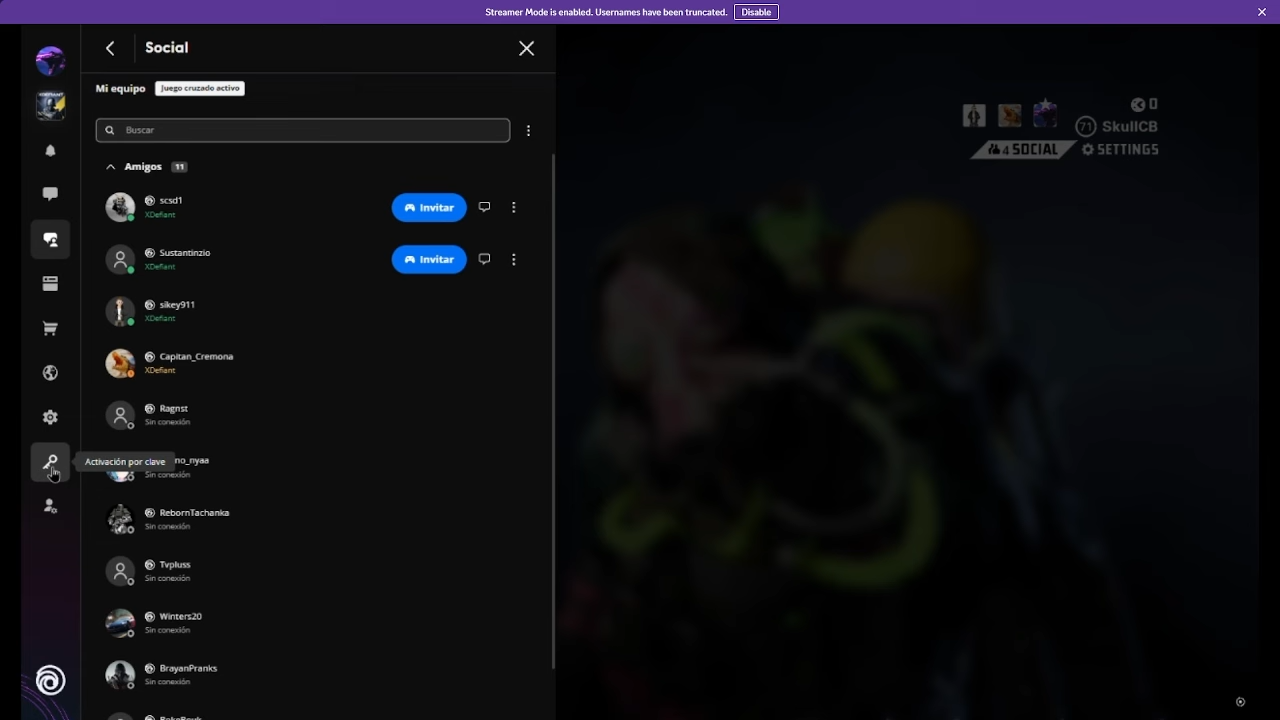 Streamer Mode is enabled. Usernames have been truncated. Disable
Social
Mi equipo Juego cruzado activo
Buscar
Amigos 11
scsd1
XDefiant
Invitar
Sustantinzio
XDefiant
Invitar
sikey911
XDefiant
Capitan_Cremona
XDefiant
Ragnst
Sin conexión
Activación por clave
no_nyaa
Sin conexión
RebornTachanka
Sin conexión
Tvpluss
Sin conexión
Winters20
Sin conexión
BrayanPranks
Sin conexión
0
71 SkullCB
4 SOCIAL SETTINGS